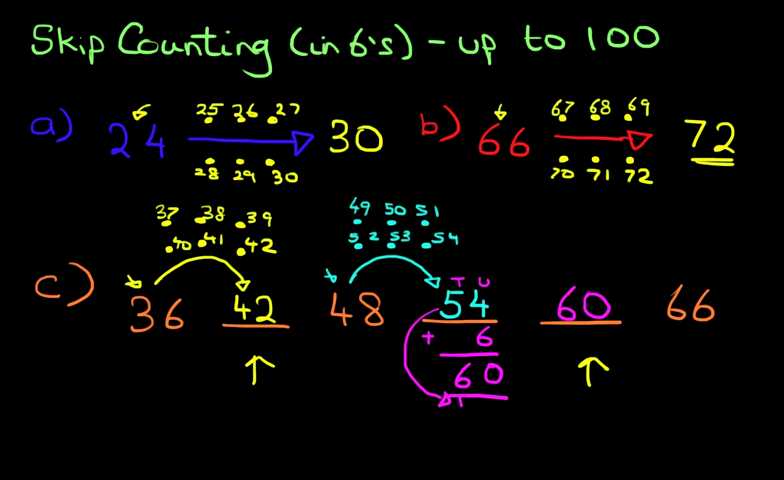 Skip Counting (in 6's) - up to 100
25 26 27 67 68 69
a) 24 30 b) 66 72
28 29 30 70 71 72
37 38 39 49 50 51
40 41 42 52 53 54
T U
c) 36 42 48 54 60 66
+ 6
60
T